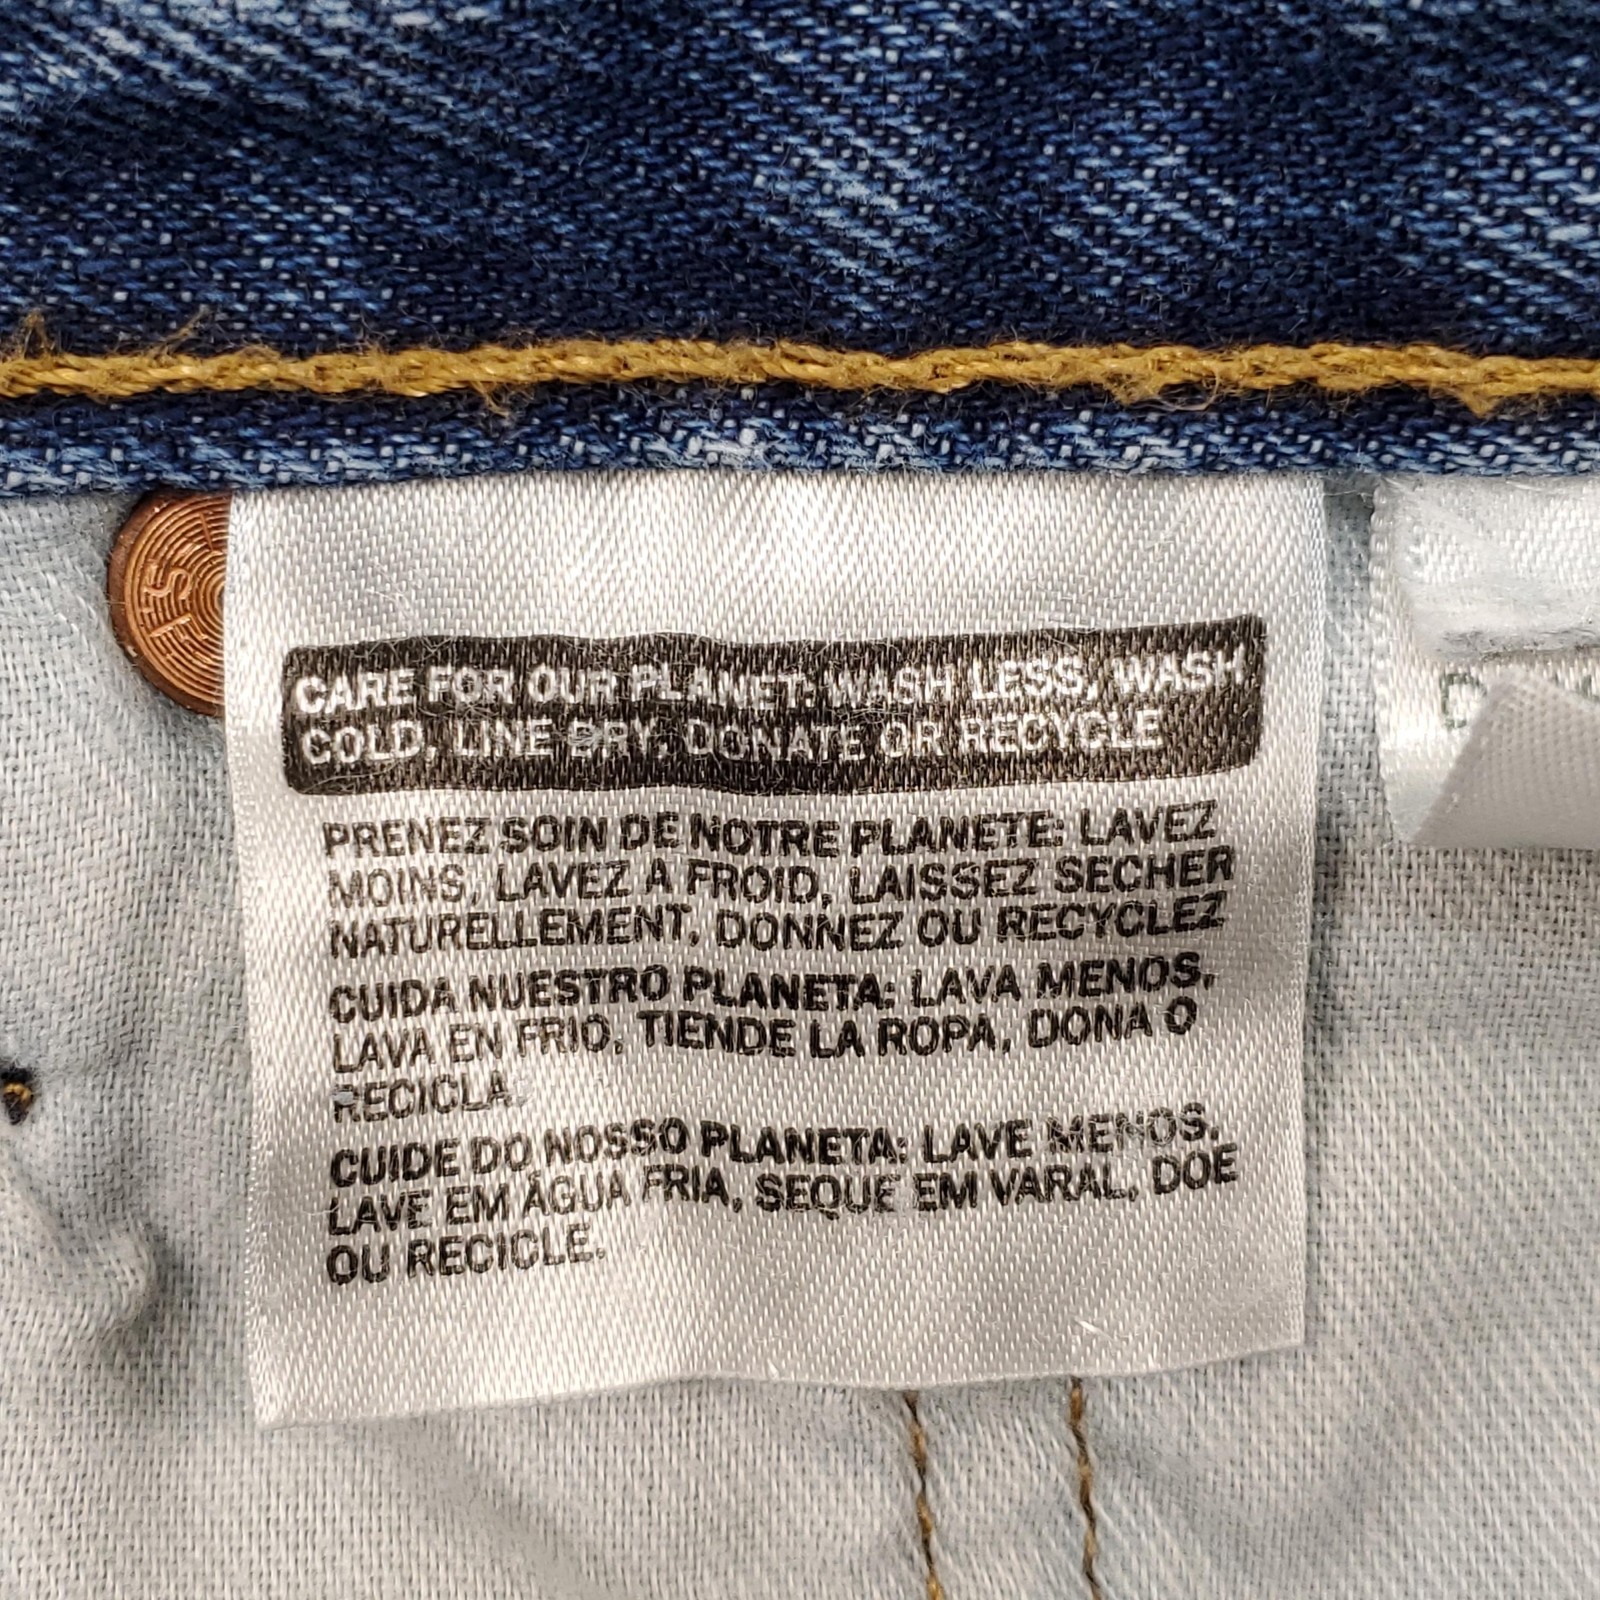 CARE FOR OUR PLANET: WASH LESS, WASH
COLD, LINE DRY, DONATE OR RECYCLE
PRENEZ SOIN DE NOTRE PLANETE: LAVEZ
MOINS, LAVEZ A FROID, LAISSEZ SECHER
NATURELLEMENT, DONNEZ OU RECYCLEZ
CUIDA NUESTRO PLANETA: LAVA MENOS,
LAVA EN FRIO, TIENDE LA ROPA, DONA O
RECICLA.
CUIDE DO NOSSO PLANETA: LAVE MENOS,
LAVE EM ÁGUA FRIA, SEQUE EM VARAL, DOE
OU RECICLE.